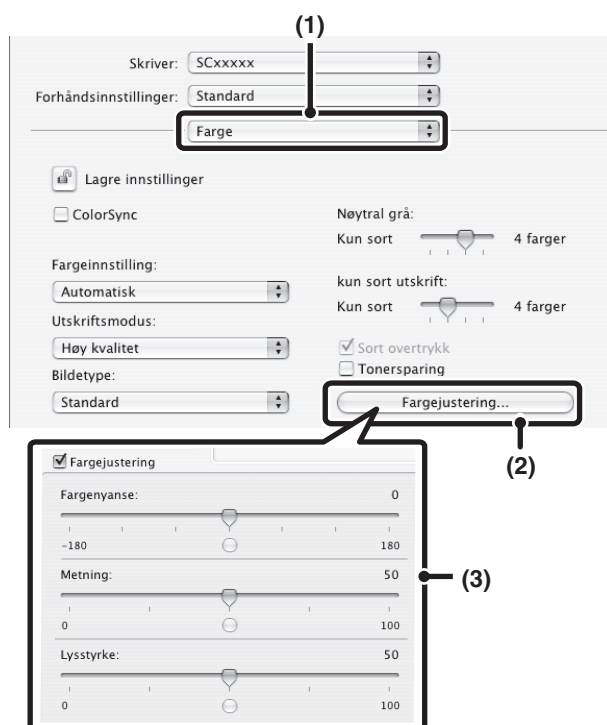 (1)
Skriver: SCxxxxx
Forhåndsinnstillinger: Standard
Farge
Lagre innstillinger
ColorSync
Nøytral grå:
Kun sort 4 farger
Fargeinnstilling:
Automatisk
kun sort utskrift:
Kun sort 4 farger
Utskriftsmodus:
Høy kvalitet
Sort overtrykk
Tonersparing
Bildetype:
Standard
Fargejustering...
(2)
Fargejustering
Fargenyanse: 0
-180 180
Metning: 50
0 100
(3)
Lysstyrke: 50
0 100